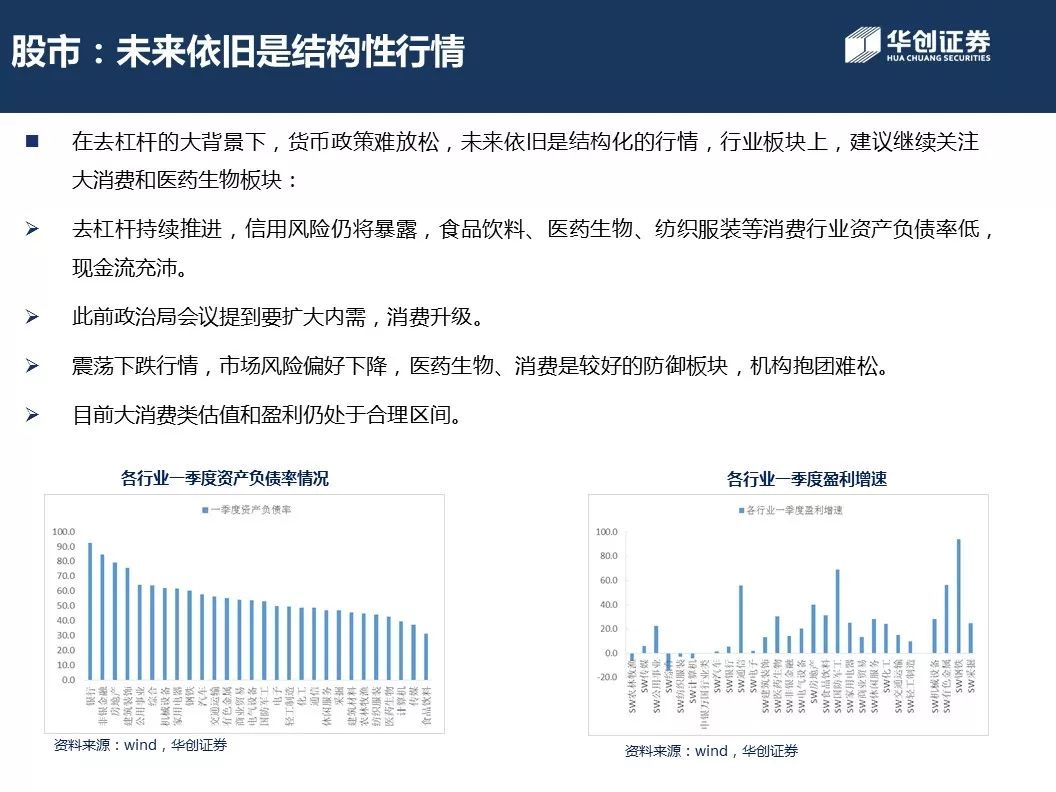 股市：未来依旧是结构性行情
华创证券
HUA CHUANG SECURITIES
■ 在去杠杆的大背景下，货币政策难放松，未来依旧是结构化的行情，行业板块上，建议继续关注
大消费和医药生物板块：
➢ 去杠杆持续推进，信用风险仍将暴露，食品饮料、医药生物、纺织服装等消费行业资产负债率低，
现金流充沛。
➢ 此前政治局会议提到要扩大内需，消费升级。
➢ 震荡下跌行情，市场风险偏好下降，医药生物、消费是较好的防御板块，机构抱团难松。
➢ 目前大消费类估值和盈利仍处于合理区间。
各行业一季度资产负债率情况
一季度资产负债率
100.0
90.0
80.0
70.0
60.0
50.0
40.0
30.0
20.0
10.0
0.0
银行
非银金融
房地产
建筑装饰
公用事业
综合
机械设备
家用电器
钢铁
汽车
交通运输
有色金属
商业贸易
电气设备
国防军工
电子
轻工制造
化工
通信
休闲服务
采掘
建筑材料
农林牧渔
纺织服装
医药生物
计算机
传媒
食品饮料
资料来源：wind，华创证券
各行业一季度盈利增速
各行业一季度盈利增速
100.0
80.0
60.0
40.0
20.0
0.0
-20.0
SW农林牧渔
SW传媒
SW公用事业
SW综合
SW纺织服装
SW计算机
申银万国行业类
SW汽车
SW银行
SW通信
SW电子
SW建筑装饰
SW医药生物
SW非银金融
SW电气设备
SW房地产
SW食品饮料
SW国防军工
SW家用电器
SW商业贸易
SW休闲服务
SW化工
SW交通运输
SW轻工制造
SW机械设备
SW有色金属
SW钢铁
SW采掘
资料来源：wind，华创证券